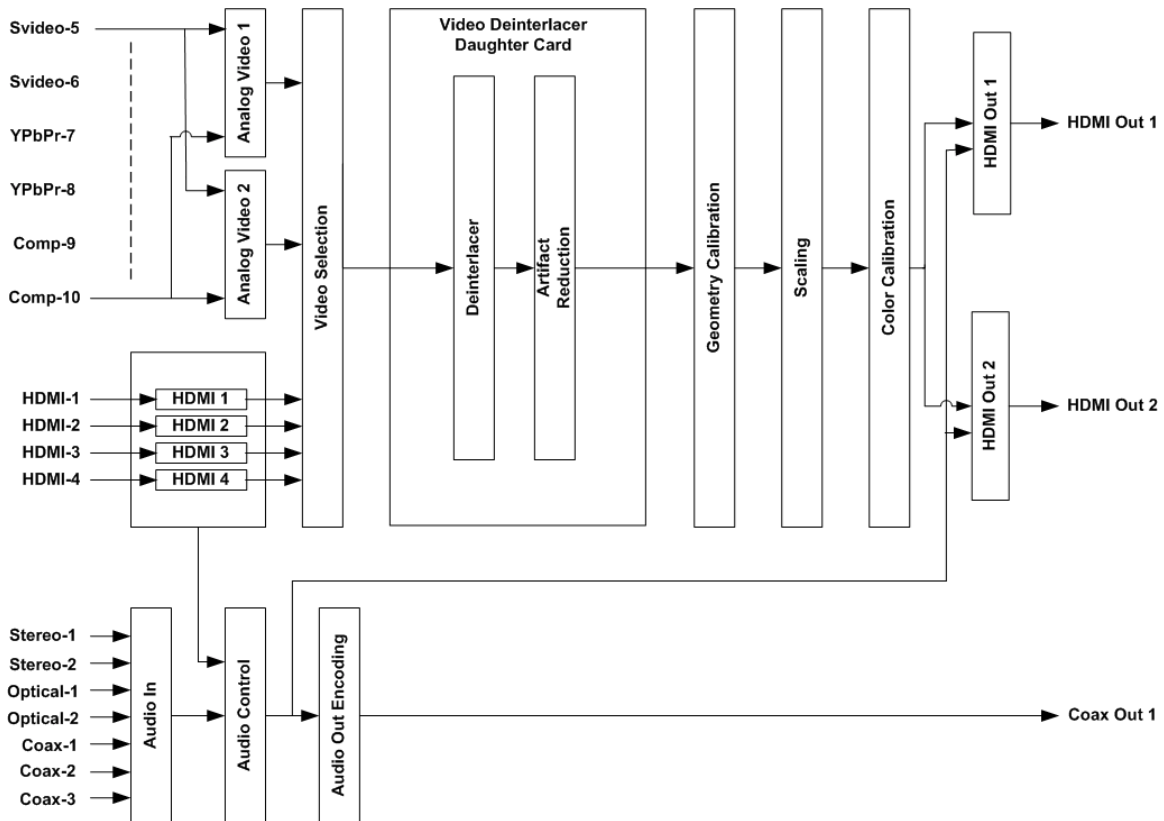 Svideo-5
Svideo-6
YPbPr-7
YPbPr-8
Comp-9
Comp-10
Analog Video 1
Analog Video 2
HDMI-1
HDMI-2
HDMI-3
HDMI-4
HDMI 1
HDMI 2
HDMI 3
HDMI 4
Video Selection
Video Deinterlacer
Daughter Card
Deinterlacer
Artifact
Reduction
Geometry Calibration
Scaling
Color Calibration
HDMI Out 1
HDMI Out 1
HDMI Out 2
HDMI Out 2
Stereo-1
Stereo-2
Optical-1
Optical-2
Coax-1
Coax-2
Coax-3
Audio In
Audio Control
Audio Out Encoding
Coax Out 1